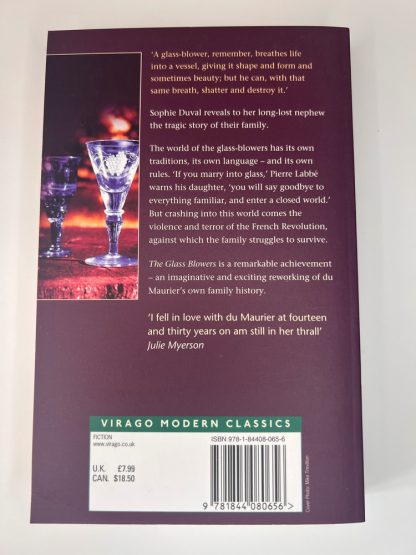 ‘A glass-blower, remember, breathes life
into a vessel, giving it shape and form and
sometimes beauty; but he can, with that
same breath, shatter and destroy it.’
Sophie Duval reveals to her long-lost nephew
the tragic story of their family.
The world of the glass-blowers has its own
traditions, its own language – and its own
rules. ‘If you marry into glass,’ Pierre Labbé
warns his daughter, ‘you will say goodbye to
everything familiar, and enter a closed world.’
But crashing into this world comes the
violence and terror of the French Revolution,
against which the family struggles to survive.
The Glass Blowers is a remarkable achievement
– an imaginative and exciting reworking of du
Maurier’s own family history.
‘I fell in love with du Maurier at fourteen
and thirty years on am still in her thrall’
Julie Myerson
VIRAGO MODERN CLASSICS
FICTION
www.virago.co.uk
U.K. £7.99
CAN. $18.50
ISBN 978-1-84408-065-6
9 781844 080656 >
Cover Photo: Mike Trevillion